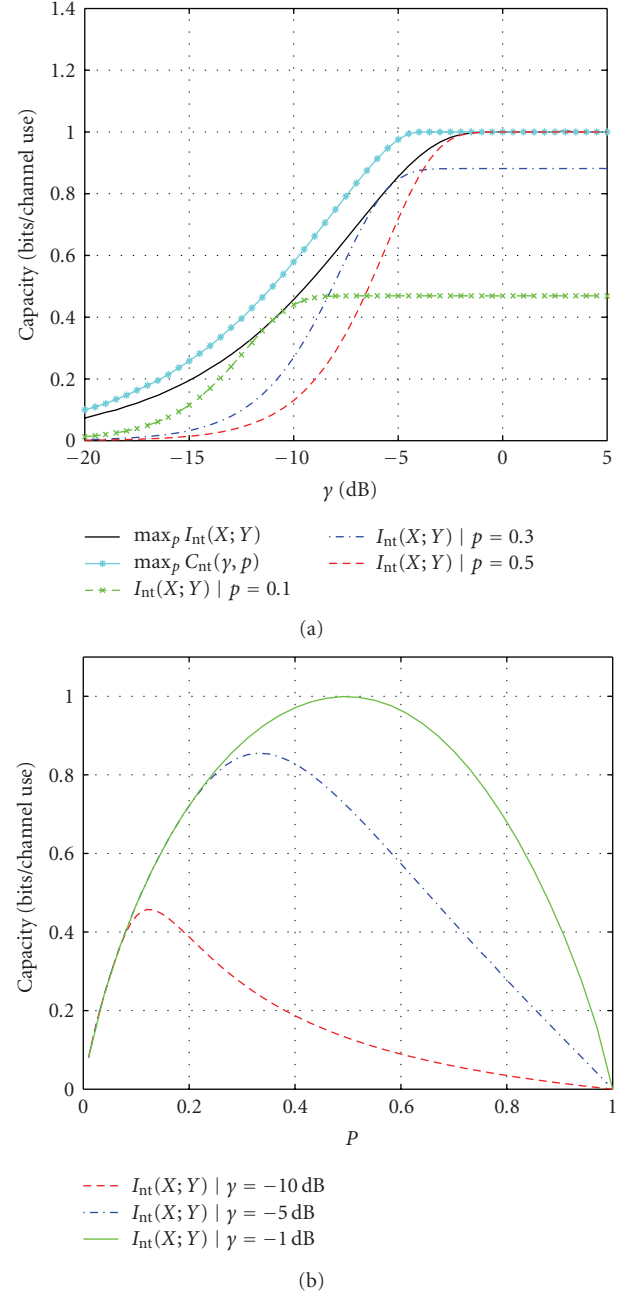 1.4
1.2
1
0.8
0.6
0.4
0.2
0
Capacity (bits/channel use)
−20 −15 −10 −5 0 5
γ (dB)
max_p I_nt(X; Y)
max_p C_nt(γ, p)
I_nt(X; Y) | p = 0.1
I_nt(X; Y) | p = 0.3
I_nt(X; Y) | p = 0.5
(a)
1
0.8
0.6
0.4
0.2
0
Capacity (bits/channel use)
0 0.2 0.4 0.6 0.8 1
P
I_nt(X; Y) | γ = −10 dB
I_nt(X; Y) | γ = −5 dB
I_nt(X; Y) | γ = −1 dB
(b)